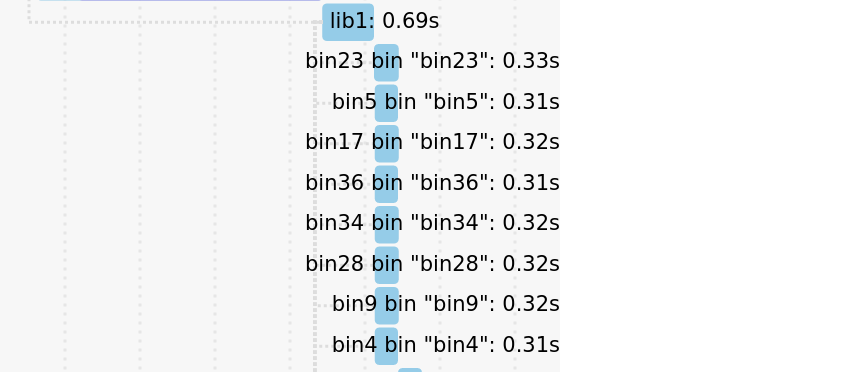 lib1: 0.69s
bin23 bin "bin23": 0.33s
bin5 bin "bin5": 0.31s
bin17 bin "bin17": 0.32s
bin36 bin "bin36": 0.31s
bin34 bin "bin34": 0.32s
bin28 bin "bin28": 0.32s
bin9 bin "bin9": 0.32s
bin4 bin "bin4": 0.31s